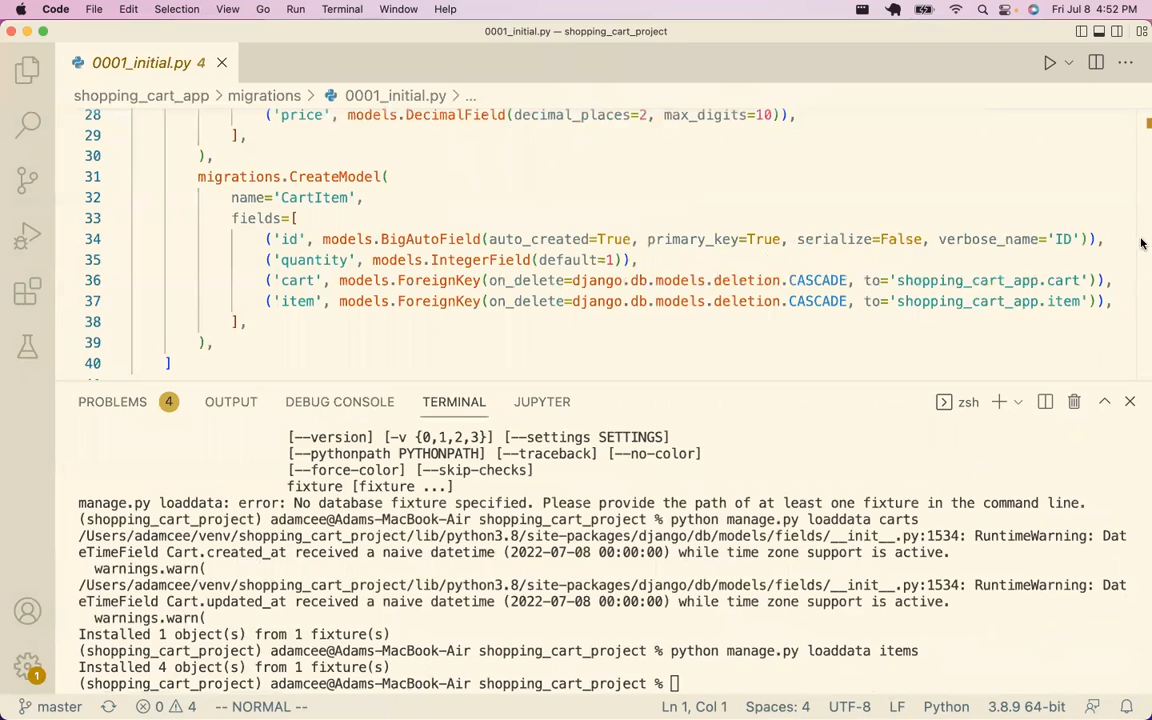 Code File Edit Selection View Go Run Terminal Window Help Fri Jul 8 4:52 PM
0001_initial.py — shopping_cart_project
0001_initial.py 4
shopping_cart_app > migrations > 0001_initial.py > ...
28 ('price', models.DecimalField(decimal_places=2, max_digits=10)),
29 ],
30 ),
31 migrations.CreateModel(
32 name='CartItem',
33 fields=[
34 ('id', models.BigAutoField(auto_created=True, primary_key=True, serialize=False, verbose_name='ID')),
35 ('quantity', models.IntegerField(default=1)),
36 ('cart', models.ForeignKey(on_delete=django.db.models.deletion.CASCADE, to='shopping_cart_app.cart')),
37 ('item', models.ForeignKey(on_delete=django.db.models.deletion.CASCADE, to='shopping_cart_app.item')),
38 ],
39 ),
40 ]
PROBLEMS 4 OUTPUT DEBUG CONSOLE TERMINAL JUPYTER zsh
[--version] [-v {0,1,2,3}] [--settings SETTINGS]
[--pythonpath PYTHONPATH] [--traceback] [--no-color]
[--force-color] [--skip-checks]
fixture [fixture ...]
manage.py loaddata: error: No database fixture specified. Please provide the path of at least one fixture in the command line.
(shopping_cart_project) adamcee@Adams-MacBook-Air shopping_cart_project % python manage.py loaddata carts
/Users/adamcee/venv/shopping_cart_project/lib/python3.8/site-packages/django/db/models/fields/__init__.py:1534: RuntimeWarning: Dat
eTimeField Cart.created_at received a naive datetime (2022-07-08 00:00:00) while time zone support is active.
warnings.warn(
/Users/adamcee/venv/shopping_cart_project/lib/python3.8/site-packages/django/db/models/fields/__init__.py:1534: RuntimeWarning: Dat
eTimeField Cart.updated_at received a naive datetime (2022-07-08 00:00:00) while time zone support is active.
warnings.warn(
Installed 1 object(s) from 1 fixture(s)
(shopping_cart_project) adamcee@Adams-MacBook-Air shopping_cart_project % python manage.py loaddata items
Installed 4 object(s) from 1 fixture(s)
(shopping_cart_project) adamcee@Adams-MacBook-Air shopping_cart_project %
1
master 0 4 -- NORMAL -- Ln 1, Col 1 Spaces: 4 UTF-8 LF Python 3.8.9 64-bit